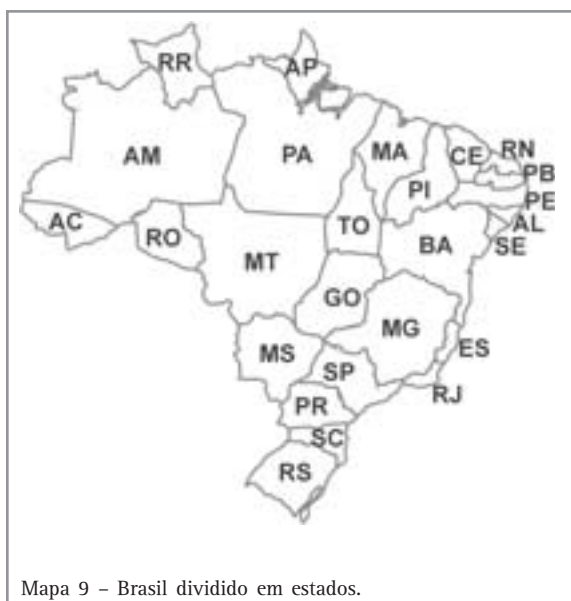 RR
AP
AM
PA
MA
CE
RN
PB
PI
PE
AC
AL
RO
TO
SE
MT
BA
GO
MG
MS
ES
SP
RJ
PR
SC
RS
Mapa 9 – Brasil dividido em estados.